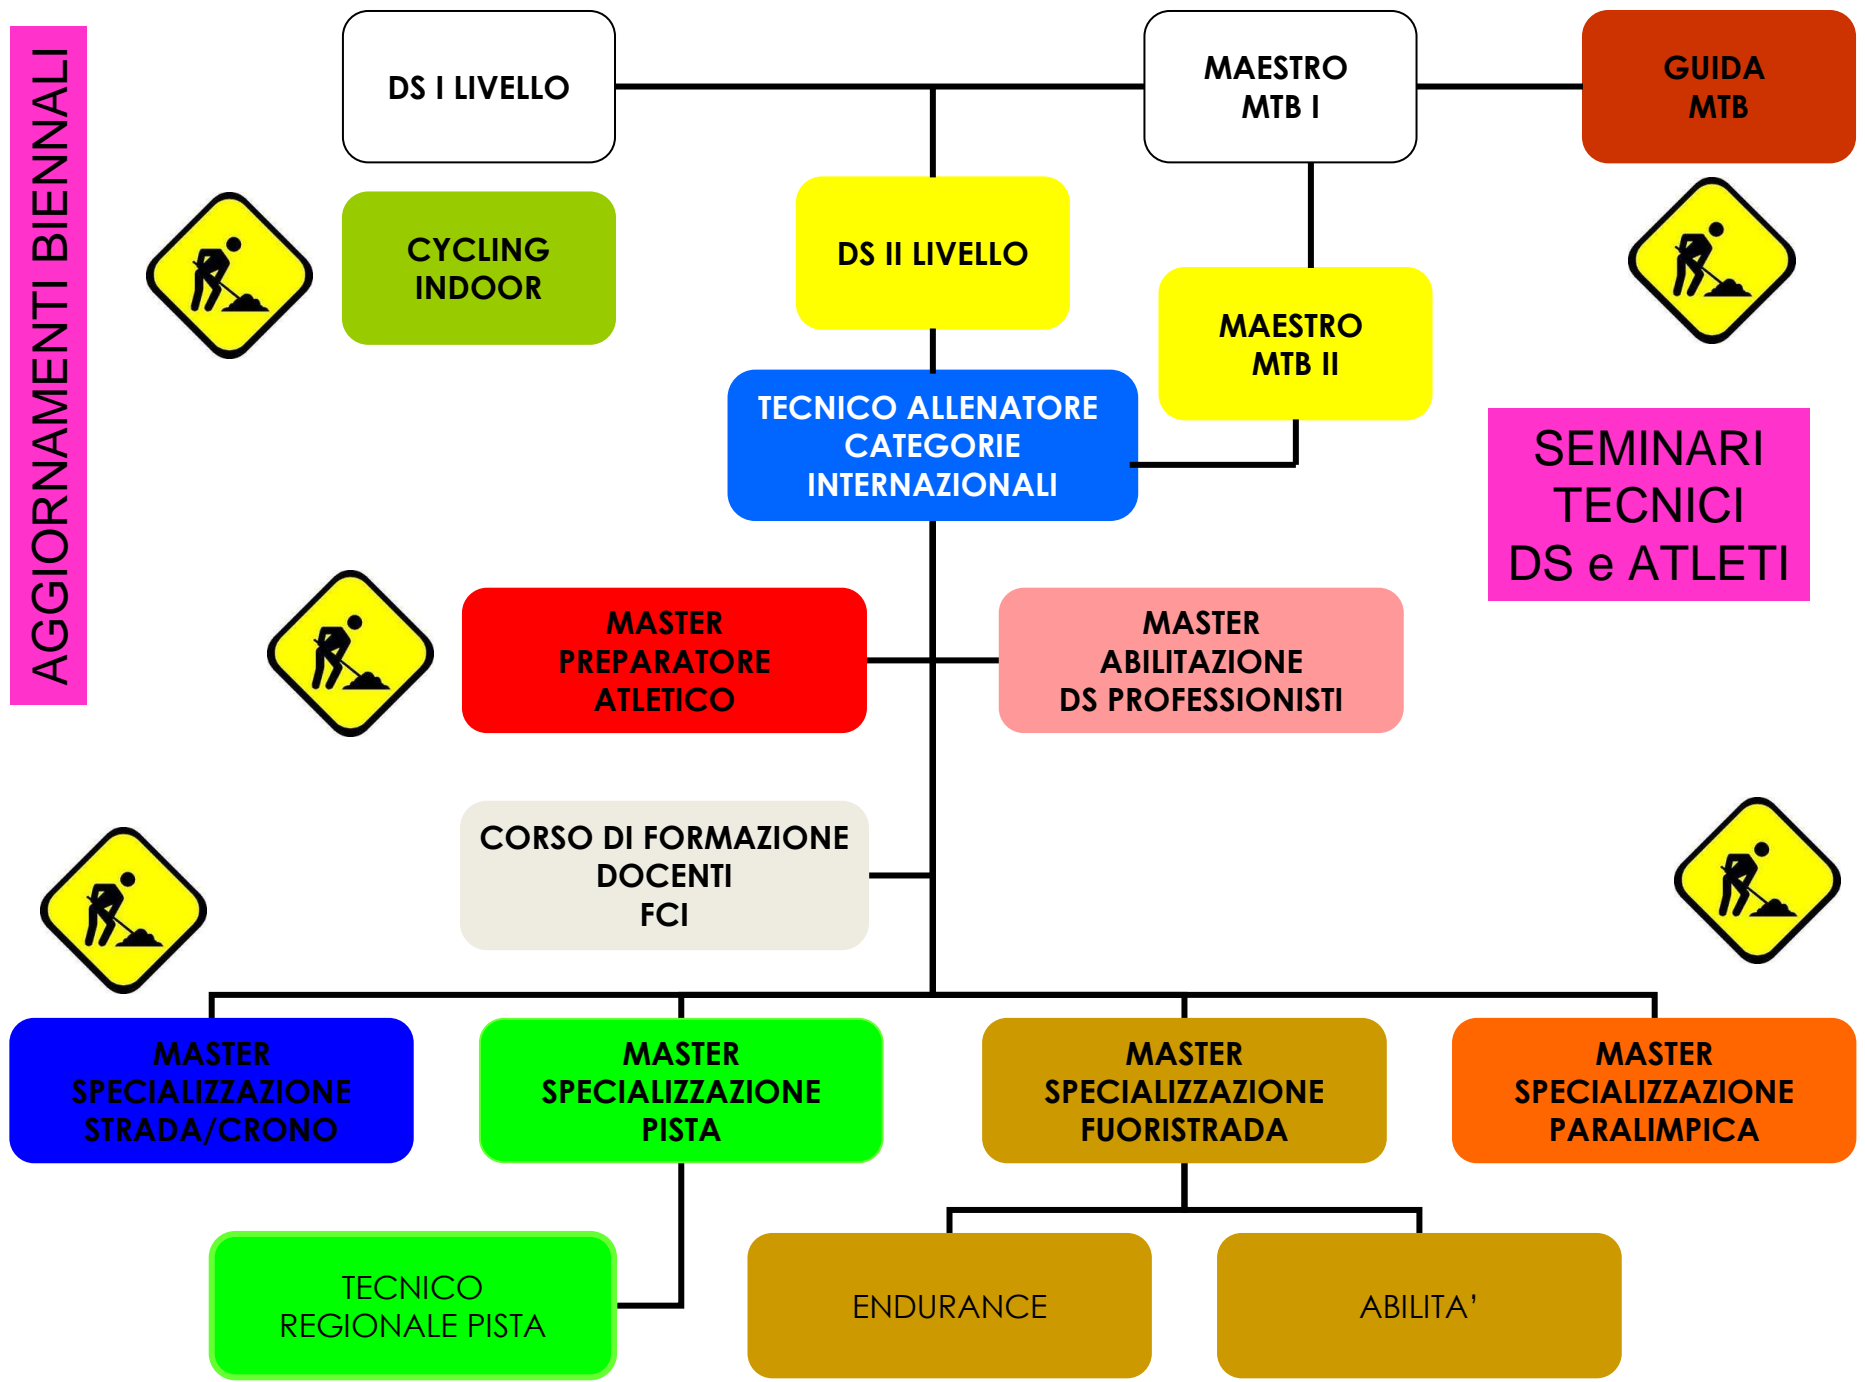 AGGIORNAMENTI BIENNALI
DS I LIVELLO
MAESTRO
MTB I
GUIDA
MTB
CYCLING
INDOOR
DS II LIVELLO
MAESTRO
MTB II
TECNICO ALLENATORE
CATEGORIE
INTERNAZIONALI
SEMINARI
TECNICI
DS e ATLETI
MASTER
PREPARATORE
ATLETICO
MASTER
ABILITAZIONE
DS PROFESSIONISTI
CORSO DI FORMAZIONE
DOCENTI
FCI
MASTER
SPECIALIZZAZIONE
STRADA/CRONO
MASTER
SPECIALIZZAZIONE
PISTA
MASTER
SPECIALIZZAZIONE
FUORISTRADA
MASTER
SPECIALIZZAZIONE
PARALIMPICA
TECNICO
REGIONALE PISTA
ENDURANCE
ABILITA’